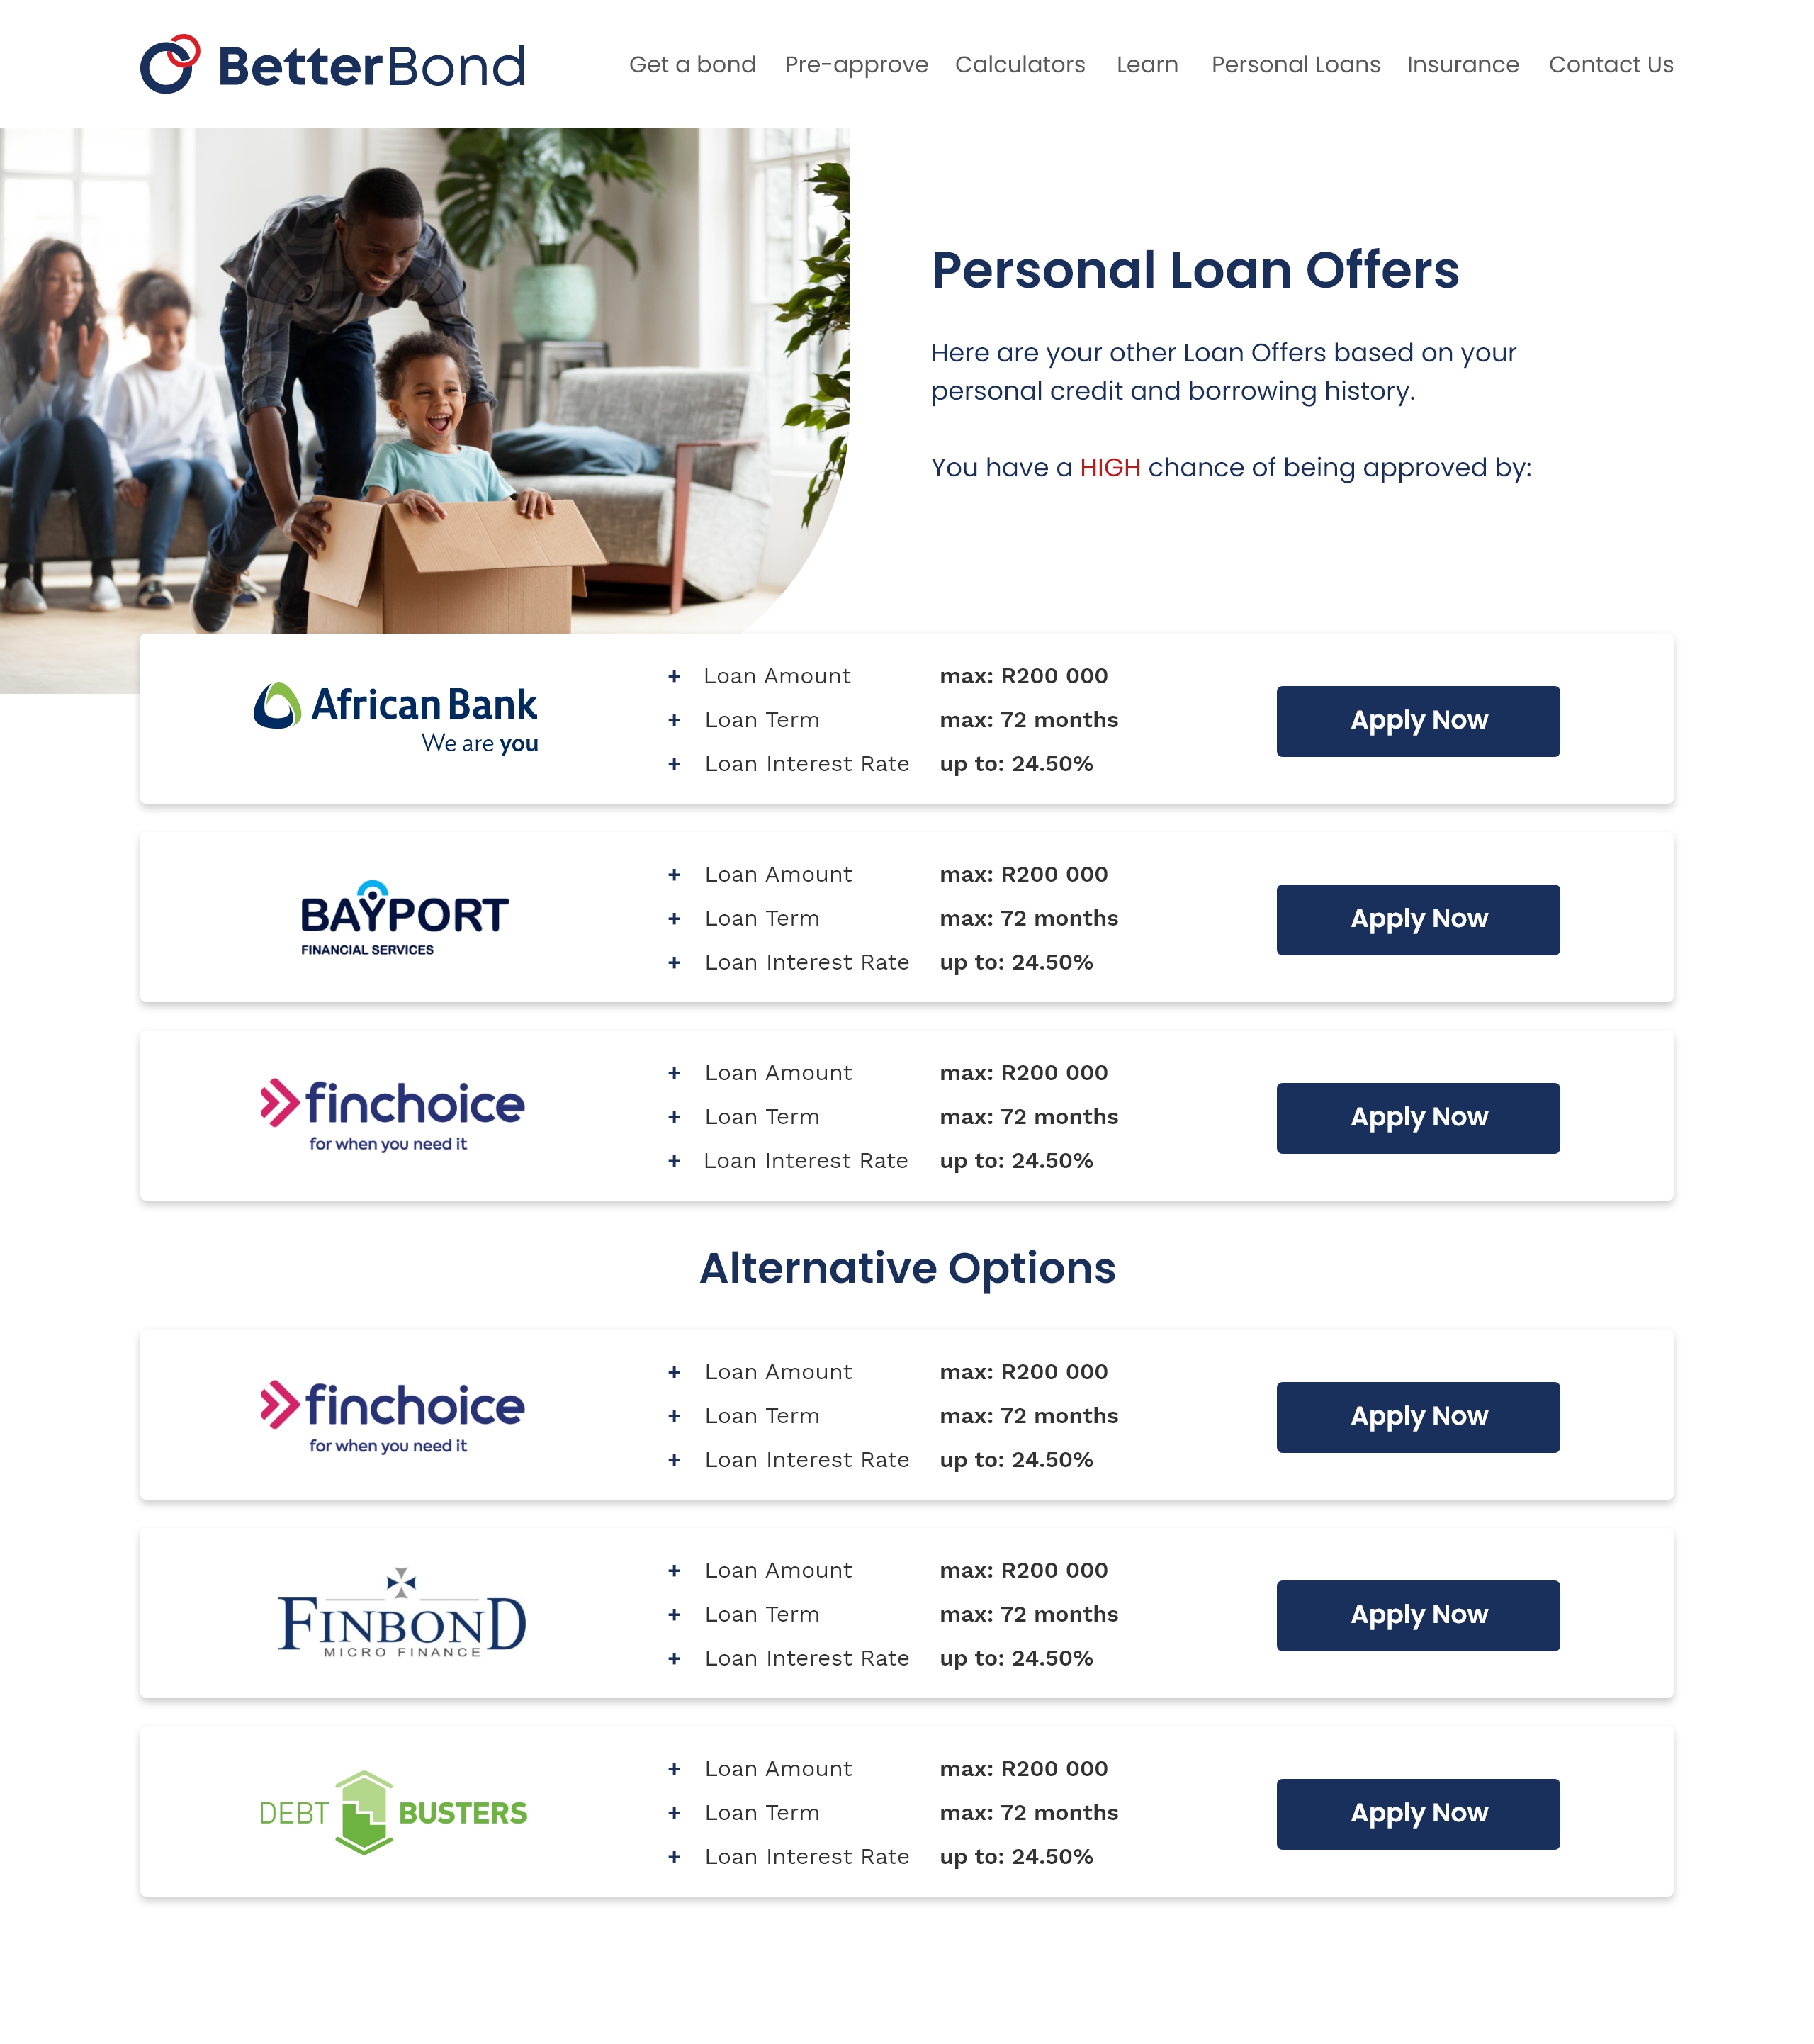 BetterBond
Get a bond Pre-approve Calculators Learn Personal Loans Insurance Contact Us
Personal Loan Offers
Here are your other Loan Offers based on your
personal credit and borrowing history.
You have a HIGH chance of being approved by:
African Bank
We are you
+ Loan Amount max: R200 000
+ Loan Term max: 72 months
+ Loan Interest Rate up to: 24.50%
Apply Now
BAYPORT
FINANCIAL SERVICES
+ Loan Amount max: R200 000
+ Loan Term max: 72 months
+ Loan Interest Rate up to: 24.50%
Apply Now
finchoice
for when you need it
+ Loan Amount max: R200 000
+ Loan Term max: 72 months
+ Loan Interest Rate up to: 24.50%
Apply Now
Alternative Options
finchoice
for when you need it
+ Loan Amount max: R200 000
+ Loan Term max: 72 months
+ Loan Interest Rate up to: 24.50%
Apply Now
FINBOND
MICRO FINANCE
+ Loan Amount max: R200 000
+ Loan Term max: 72 months
+ Loan Interest Rate up to: 24.50%
Apply Now
DEBT BUSTERS
+ Loan Amount max: R200 000
+ Loan Term max: 72 months
+ Loan Interest Rate up to: 24.50%
Apply Now